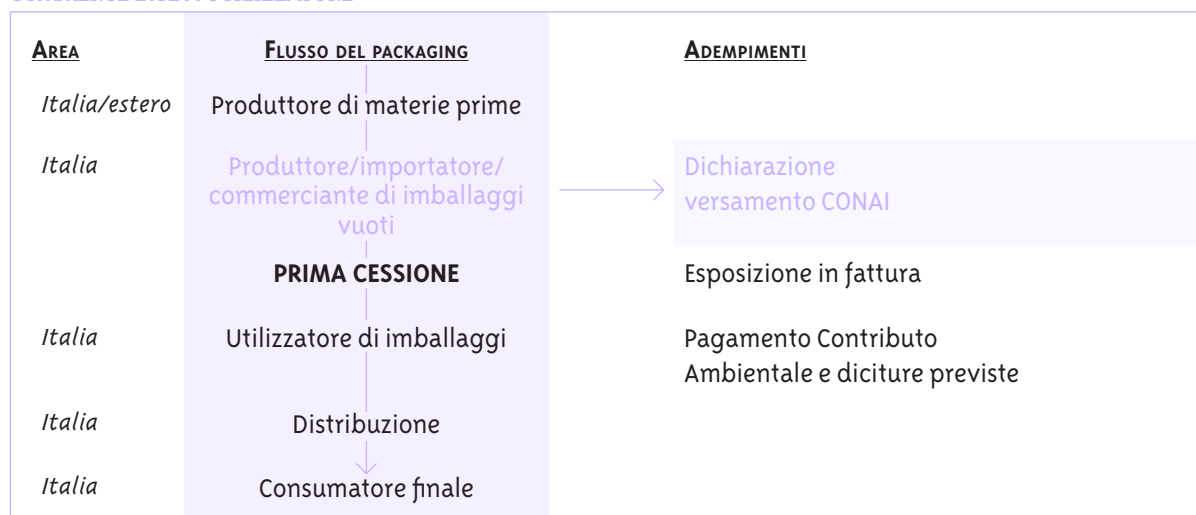 AREA FLUSSO DEL PACKAGING ADEMPIMENTI
Italia/estero Produttore di materie prime
Italia Produttore/importatore/ Dichiarazione
commerciante di imballaggi versamento CONAI
vuoti
PRIMA CESSIONE Esposizione in fattura
Italia Utilizzatore di imballaggi Pagamento Contributo
Ambientale e diciture previste
Italia Distribuzione
Italia Consumatore finale